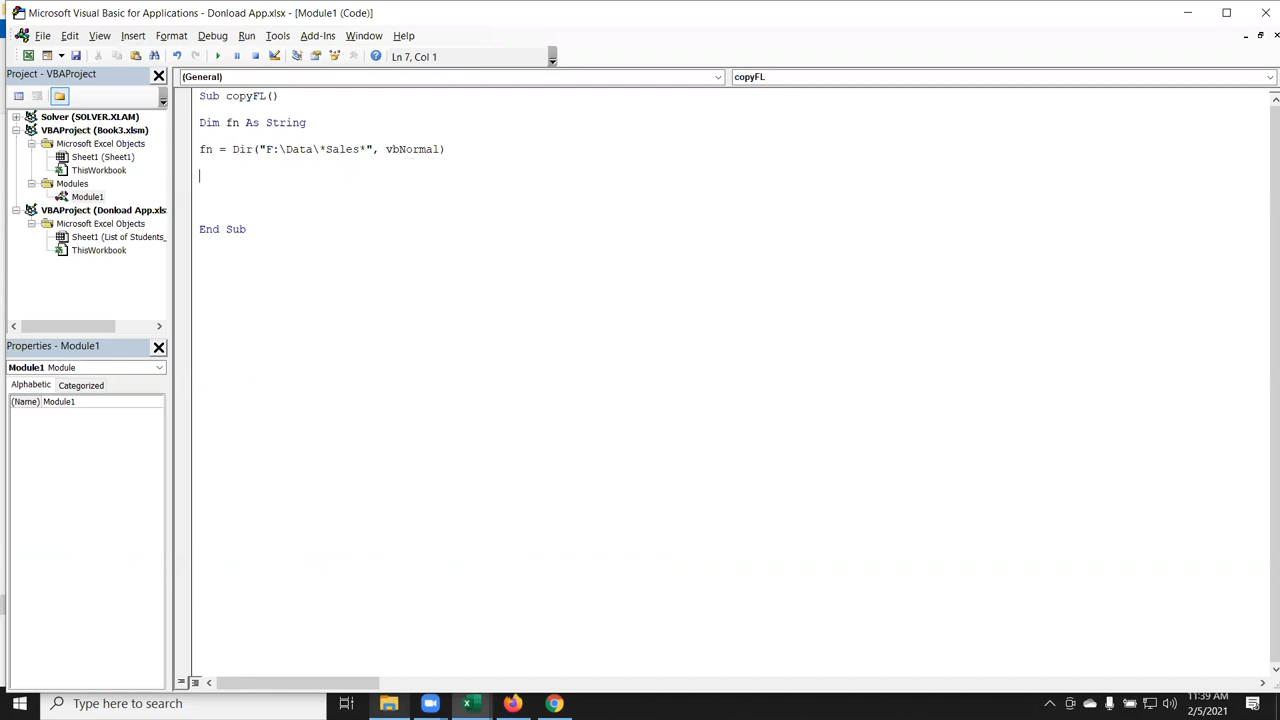 Microsoft Visual Basic for Applications - Donload App.xlsx - [Module1 (Code)]
File Edit View Insert Format Debug Run Tools Add-Ins Window Help
Ln 7, Col 1
Project - VBAProject
(General)
copyFL
Solver (SOLVER.XLAM)
VBAProject (Book3.xlsm)
Microsoft Excel Objects
Sheet1 (Sheet1)
ThisWorkbook
Modules
Module1
VBAProject (Donload App.xls
Microsoft Excel Objects
Sheet1 (List of Students_
ThisWorkbook
Sub copyFL()
Dim fn As String
fn = Dir("F:\Data\*Sales*", vbNormal)
End Sub
Properties - Module1
Module1 Module
Alphabetic Categorized
(Name) Module1
Type here to search
11:39 AM
2/5/2021